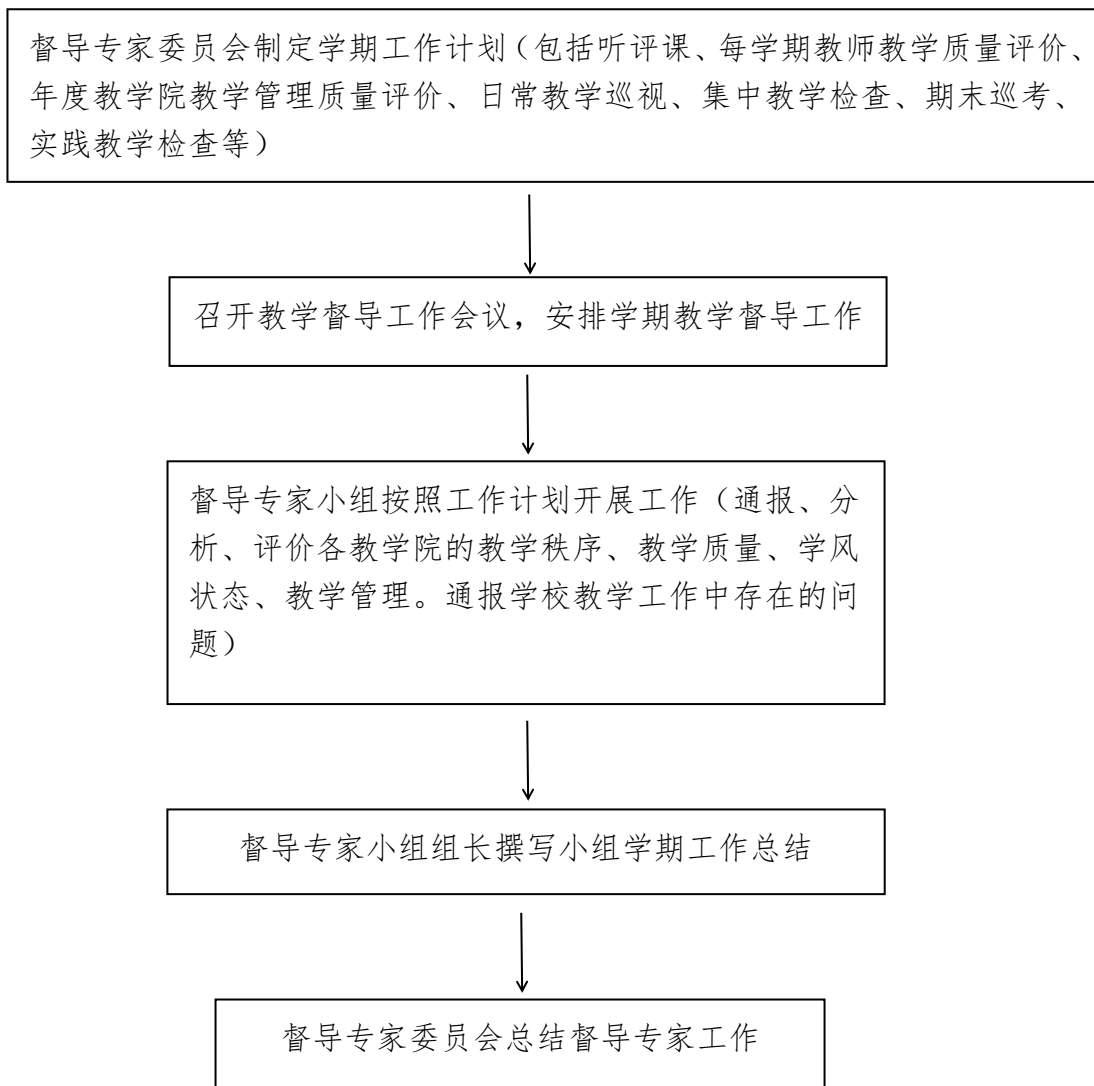 督导专家委员会制定学期工作计划（包括听评课、每学期教师教学质量评价、
年度教学院教学管理质量评价、日常教学巡视、集中教学检查、期末巡考、
实践教学检查等）
召开教学督导工作会议，安排学期教学督导工作
督导专家小组按照工作计划开展工作（通报、分
析、评价各教学院的教学秩序、教学质量、学风
状态、教学管理。通报学校教学工作中存在的问
题）
督导专家小组组长撰写小组学期工作总结
督导专家委员会总结督导专家工作